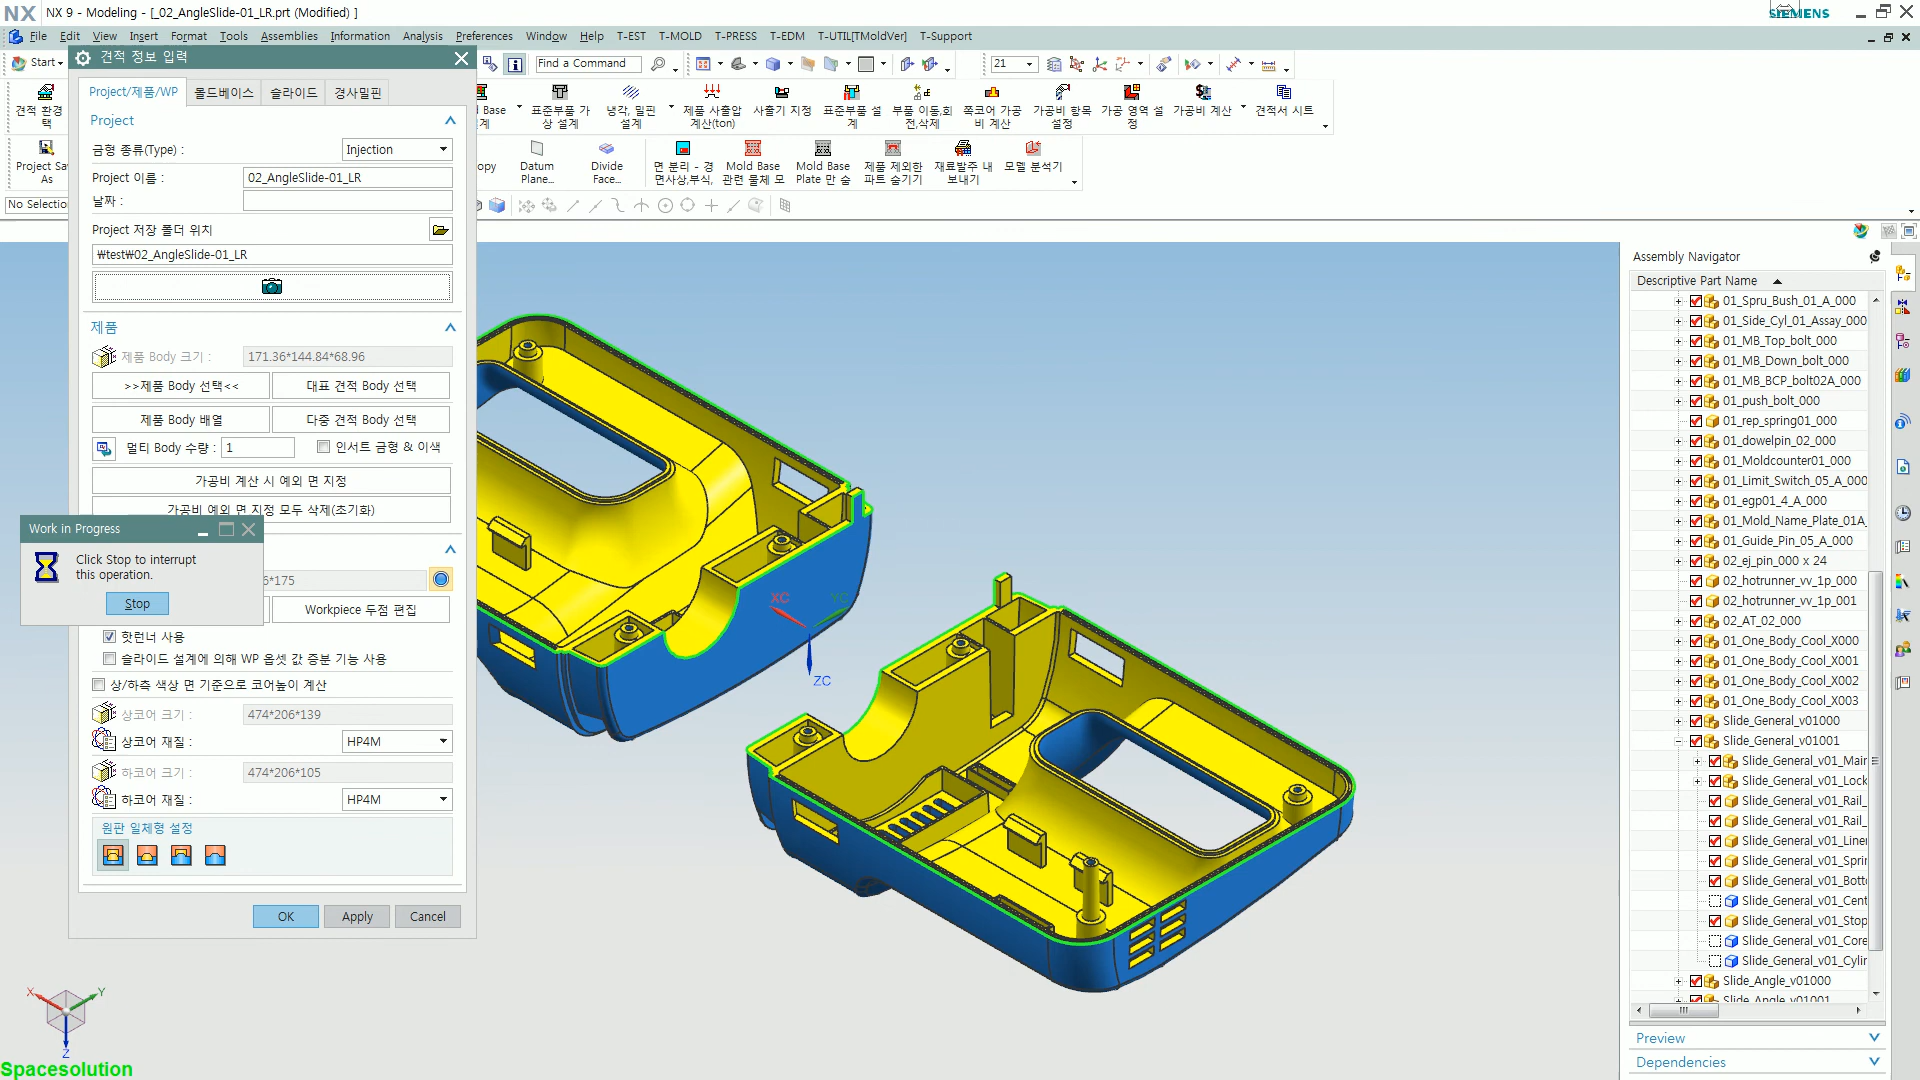 NX NX 9 - Modeling - [_02_AngleSlide-01_LR.prt (Modified) ]
SIEMENS
File Edit View Insert Format Tools Assemblies Information Analysis Preferences Window Help T-EST T-MOLD T-PRESS T-EDM T-UTIL[TMoldVer] T-Support
Start
Find a Command
21
견적 환경
택
Base
계
표준부품 가
상 설계
냉각, 밀핀
설계
제품 사출압
계산(ton)
사출기 지정
표준부품 설
계
부품 이동,회
전,삭제
쪽코어 가공
비 계산
가공비 항목
설정
가공 영역 설
정
가공비 계산
견적서 시트
Project Sav
As
opy
Datum
Plane...
Divide
Face...
면 분리 - 경
면사상,부식,
Mold Base
관련 물체 모
Mold Base
Plate 만 숨
제품 제외한
파트 숨기기
재료발주 내
보내기
모델 분석기
No Selectio
견적 정보 입력
Project/제품/WP 몰드베이스 슬라이드 경사밀핀
Project
금형 종류(Type) : Injection
Project 이름 : 02_AngleSlide-01_LR
날짜 :
Project 저장 폴더 위치
₩test₩02_AngleSlide-01_LR
제품
제품 Body 크기 : 171.36*144.84*68.96
>>제품 Body 선택<< 대표 견적 Body 선택
제품 Body 배열 다중 견적 Body 선택
멀티 Body 수량 : 1 인서트 금형 & 이색
가공비 계산 시 예외 면 지정
가공비 예외 면 지정 모두 삭제(초기화)
Work in Progress
Click Stop to interrupt
this operation.
Stop
6*175
Workpiece 두점 편집
핫런너 사용
슬라이드 설계에 의해 WP 옵셋 값 증분 기능 사용
상/하측 색상 면 기준으로 코어높이 계산
상코어 크기 : 474*206*139
상코어 재질 : HP4M
하코어 크기 : 474*206*105
하코어 재질 : HP4M
원판 일체형 설정
OK Apply Cancel
XC
YC
ZC
X
Y
Z
Spacesolution
Assembly Navigator
Descriptive Part Name
01_Spru_Bush_01_A_000
01_Side_Cyl_01_Assay_000
01_MB_Top_bolt_000
01_MB_Down_bolt_000
01_MB_BCP_bolt02A_000
01_push_bolt_000
01_rep_spring01_000
01_dowelpin_02_000
01_Moldcounter01_000
01_Limit_Switch_05_A_000
01_egp01_4_A_000
01_Mold_Name_Plate_01A_
01_Guide_Pin_05_A_000
02_ej_pin_000 x 24
02_hotrunner_vv_1p_000
02_hotrunner_vv_1p_001
02_AT_02_000
01_One_Body_Cool_X000
01_One_Body_Cool_X001
01_One_Body_Cool_X002
01_One_Body_Cool_X003
Slide_General_v01000
Slide_General_v01001
Slide_General_v01_Mair
Slide_General_v01_Lock
Slide_General_v01_Rail_
Slide_General_v01_Rail_
Slide_General_v01_Liner
Slide_General_v01_Sprir
Slide_General_v01_Botto
Slide_General_v01_Cent
Slide_General_v01_Stop
Slide_General_v01_Core
Slide_General_v01_Cylir
Slide_Angle_v01000
Slide_Angle_v01001
Preview
Dependencies